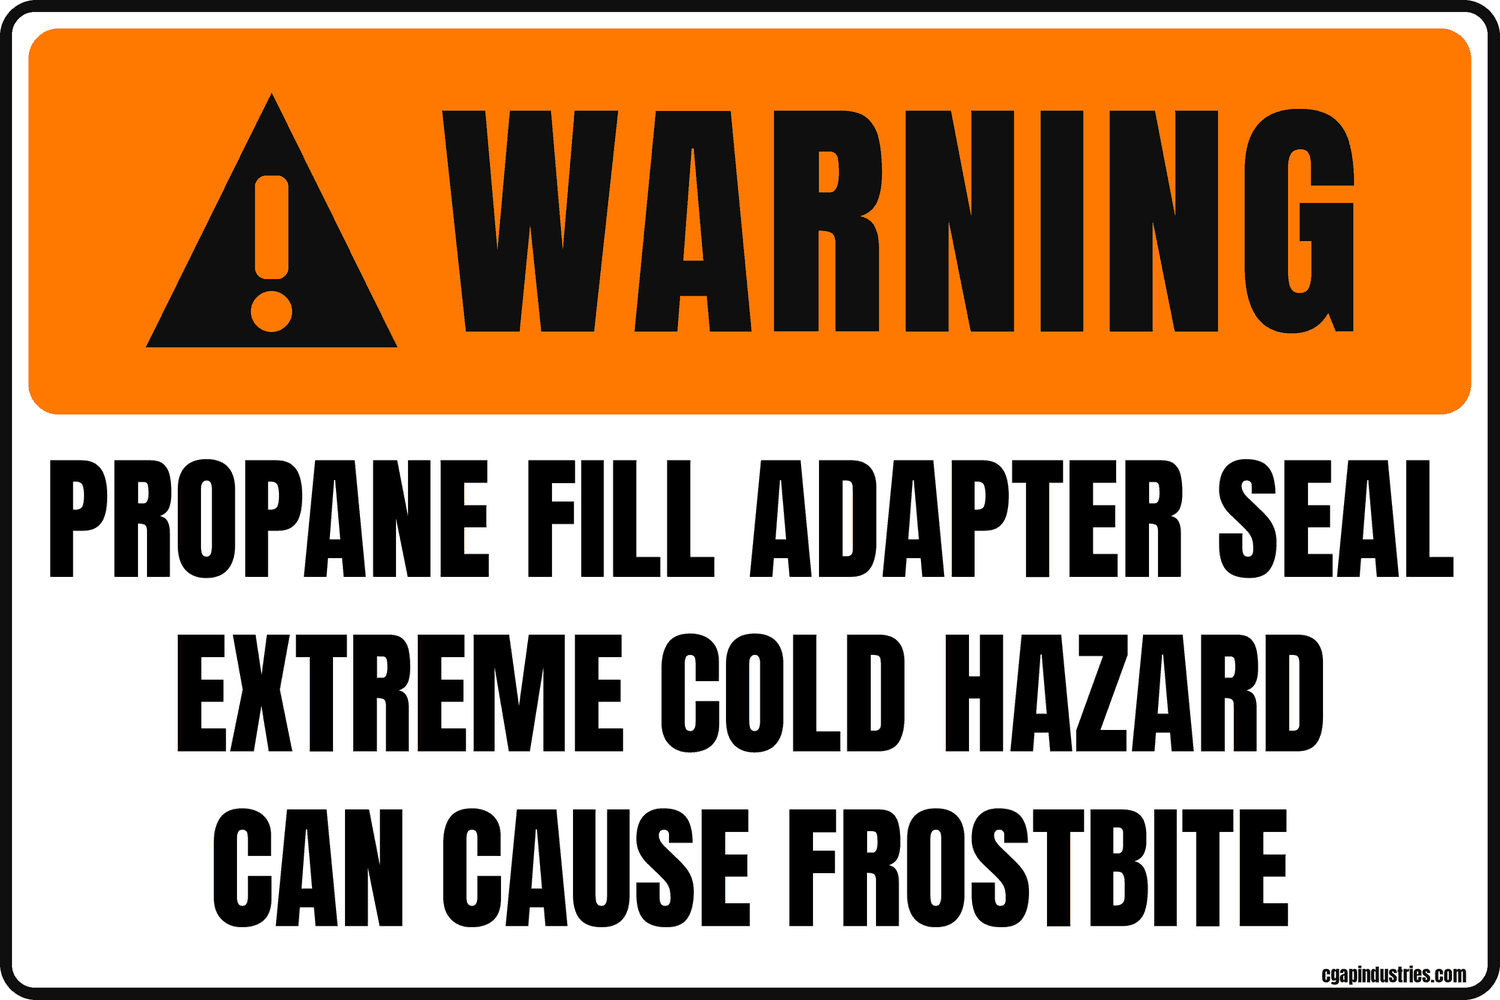 WARNING
PROPANE FILL ADAPTER SEAL
EXTREME COLD HAZARD
CAN CAUSE FROSTBITE
cgapindustries.com